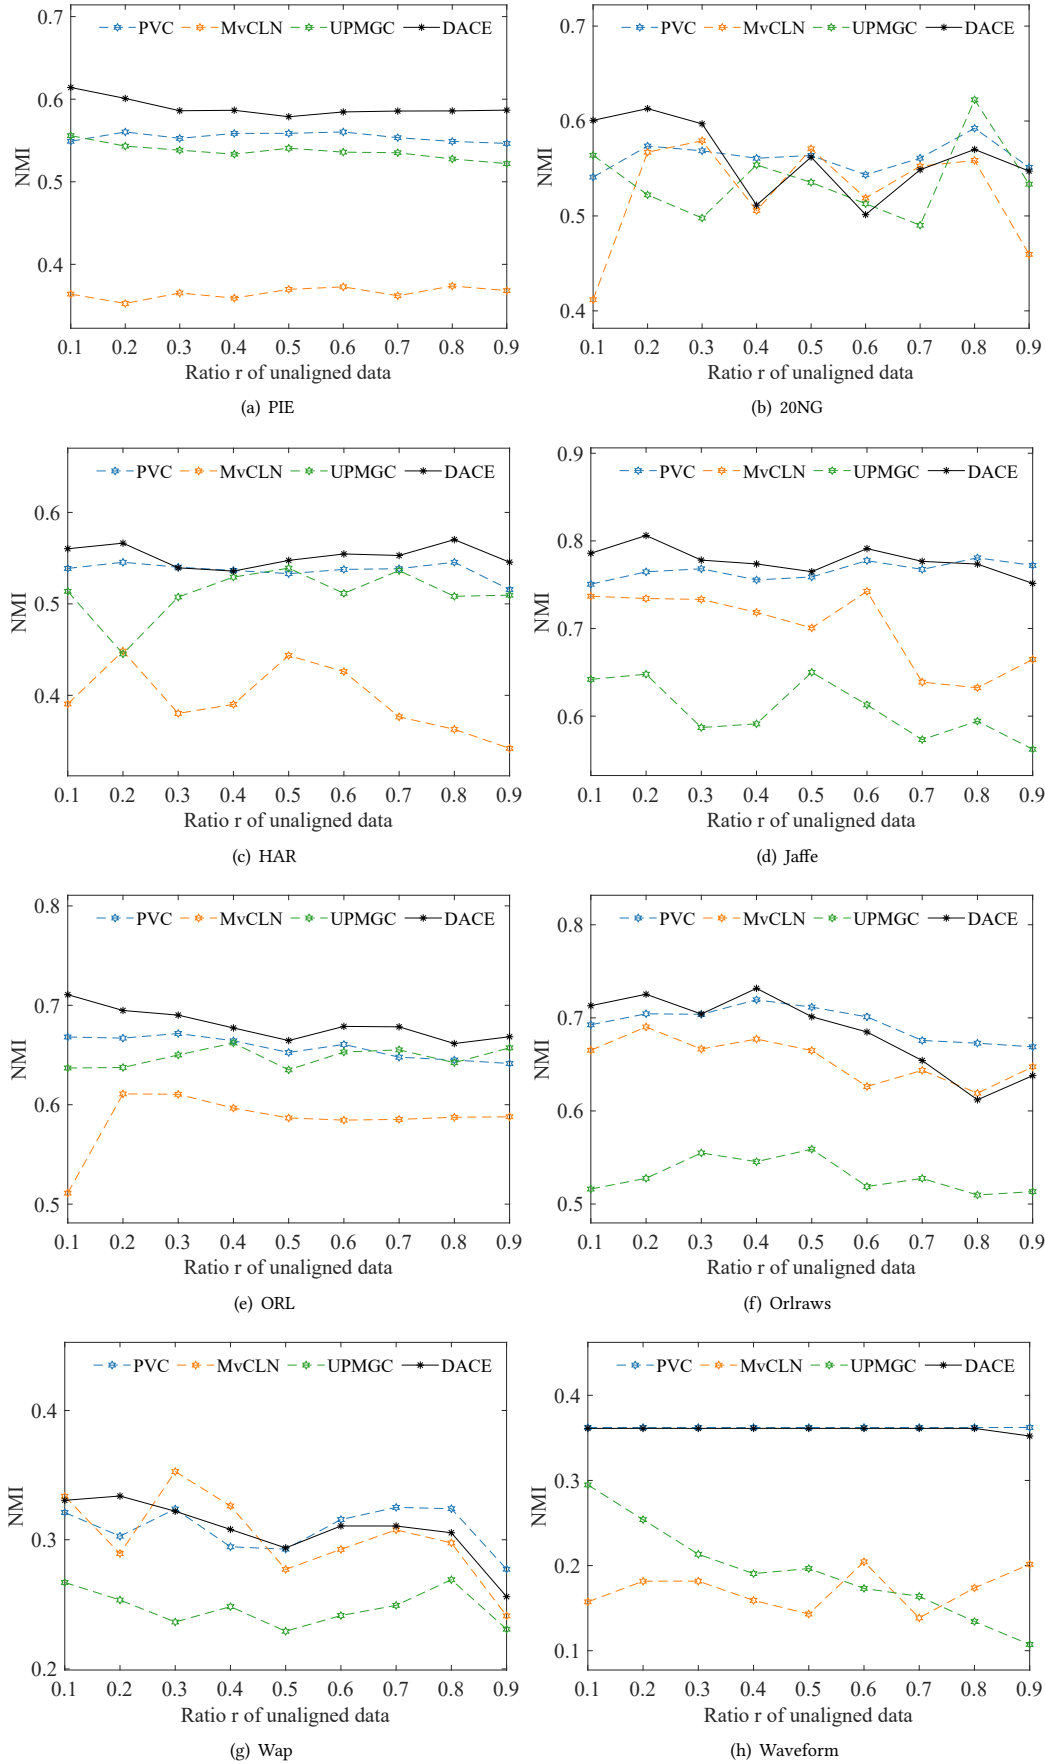 PVC MvCLN UPMGC DACE
0.7
0.6
0.5
0.4
NMI
0.1 0.2 0.3 0.4 0.5 0.6 0.7 0.8 0.9
Ratio r of unaligned data
(a) PIE
PVC MvCLN UPMGC DACE
0.7
0.6
0.5
0.4
NMI
0.1 0.2 0.3 0.4 0.5 0.6 0.7 0.8 0.9
Ratio r of unaligned data
(b) 20NG
PVC MvCLN UPMGC DACE
0.6
0.5
0.4
NMI
0.1 0.2 0.3 0.4 0.5 0.6 0.7 0.8 0.9
Ratio r of unaligned data
(c) HAR
PVC MvCLN UPMGC DACE
0.9
0.8
0.7
0.6
NMI
0.1 0.2 0.3 0.4 0.5 0.6 0.7 0.8 0.9
Ratio r of unaligned data
(d) Jaffe
PVC MvCLN UPMGC DACE
0.8
0.7
0.6
0.5
NMI
0.1 0.2 0.3 0.4 0.5 0.6 0.7 0.8 0.9
Ratio r of unaligned data
(e) ORL
PVC MvCLN UPMGC DACE
0.8
0.7
0.6
0.5
NMI
0.1 0.2 0.3 0.4 0.5 0.6 0.7 0.8 0.9
Ratio r of unaligned data
(f) Orlraws
PVC MvCLN UPMGC DACE
0.4
0.3
0.2
NMI
0.1 0.2 0.3 0.4 0.5 0.6 0.7 0.8 0.9
Ratio r of unaligned data
(g) Wap
PVC MvCLN UPMGC DACE
0.4
0.3
0.2
0.1
NMI
0.1 0.2 0.3 0.4 0.5 0.6 0.7 0.8 0.9
Ratio r of unaligned data
(h) Waveform